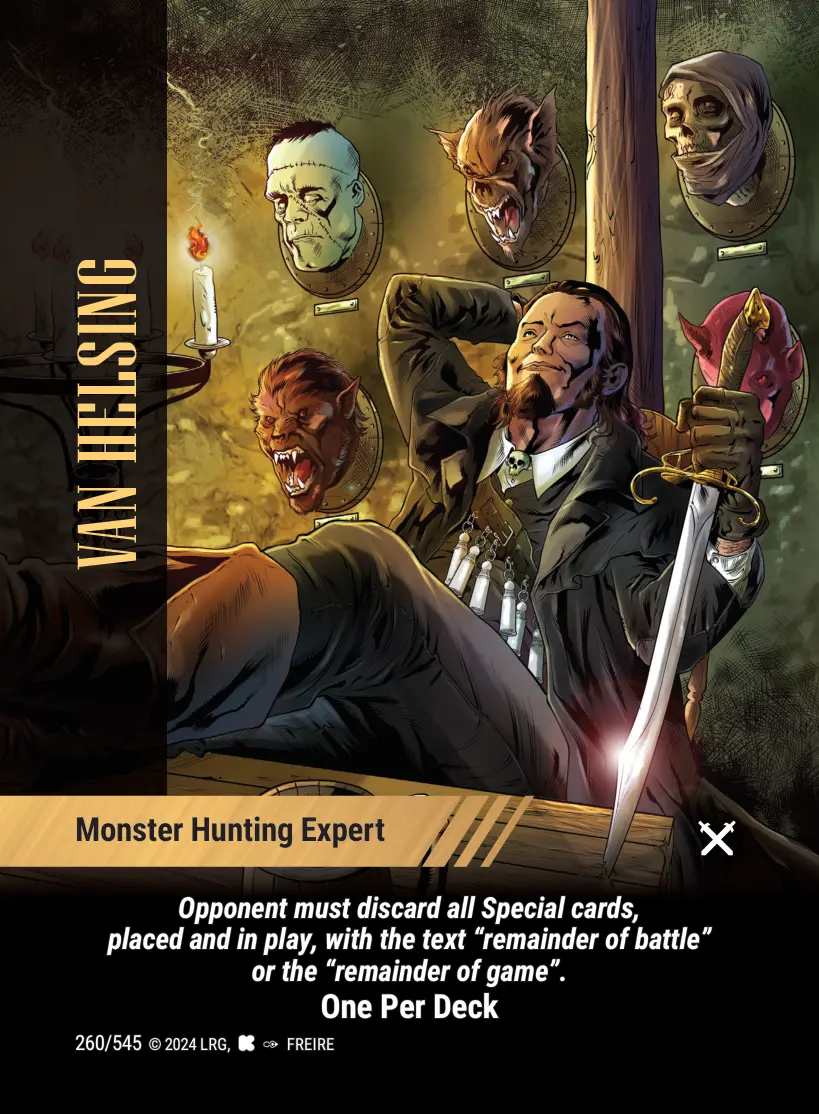 VAN HELSING
Monster Hunting Expert
Opponent must discard all Special cards,
placed and in play, with the text “remainder of battle”
or the “remainder of game”.
One Per Deck
260/545 © 2024 LRG, FREIRE